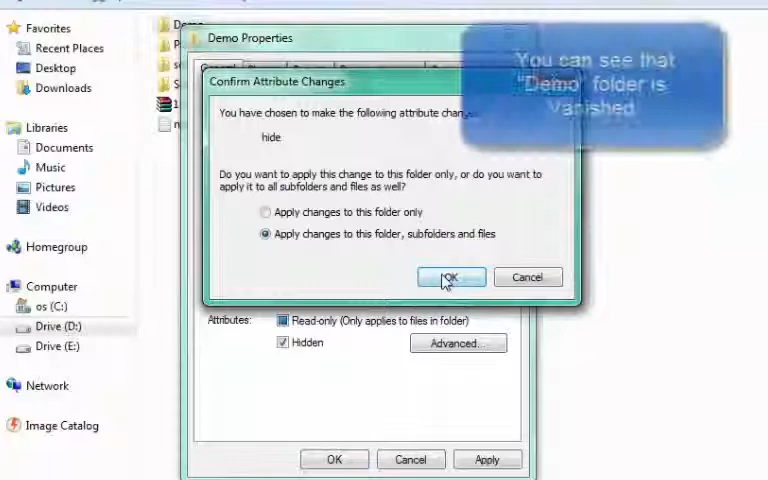 Favorites
Recent Places
Desktop
Downloads
Libraries
Documents
Music
Pictures
Videos
Homegroup
Computer
os (C:)
Drive (D:)
Drive (E:)
Network
Image Catalog
Demo Properties
Confirm Attribute Changes
You have chosen to make the following attribute
hide
Do you want to apply this change to this folder only, or do you want to
apply it to all subfolders and files as well?
Apply changes to this folder only
Apply changes to this folder, subfolders and files
OK
Cancel
Attributes:
Read-only (Only applies to files in folder)
Hidden
Advanced...
OK
Cancel
Apply
You can see that
"Demo" folder is
Vanished